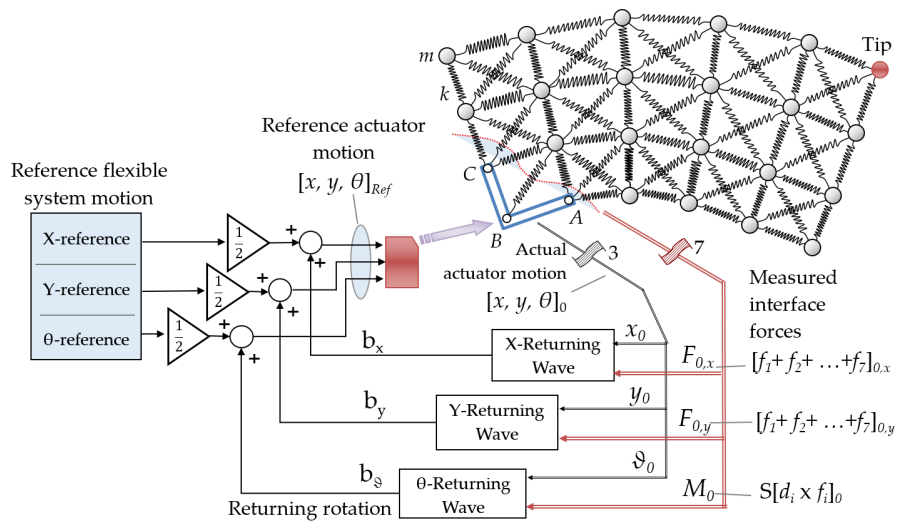 Tip
m
k
Reference actuator
motion
[x, y, θ]Ref
Reference flexible
system motion
C
A
B
X-reference
Y-reference
θ-reference
1
2
1
2
1
2
+
+
+
+
+
+
Actual
actuator motion
[x, y, θ]0
3
7
Measured
interface
forces
X-Returning
Wave
Y-Returning
Wave
θ-Returning
Wave
x0
y0
ϑ0
bx
by
bϑ
Returning rotation
F0,x
[f1+ f2+ …+f7]0,x
F0,y
[f1+ f2+ …+f7]0,y
M0
S[di x fi]0